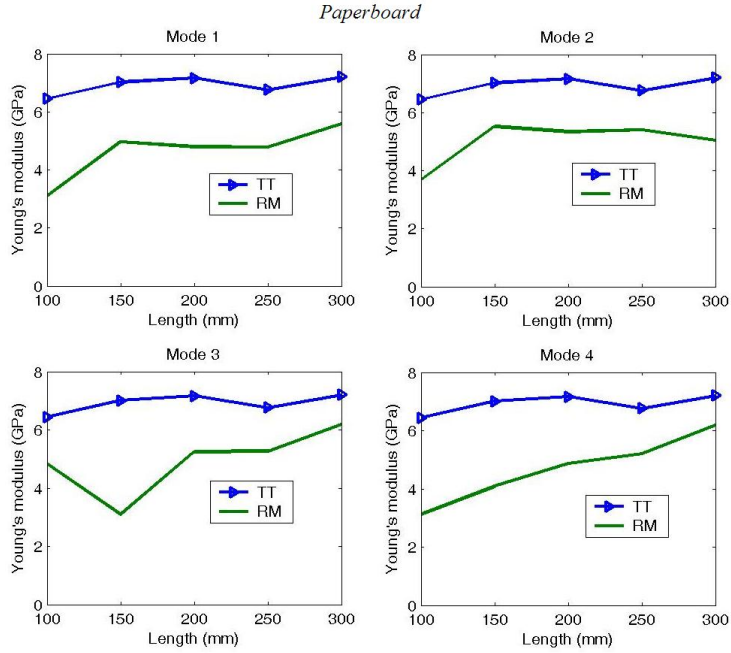 Paperboard
Mode 1
8
6
4
2
0
Young's modulus (GPa)
TT
RM
100 150 200 250 300
Length (mm)
Mode 2
8
6
4
2
0
Young's modulus (GPa)
TT
RM
100 150 200 250 300
Length (mm)
Mode 3
8
6
4
2
0
Young's modulus (GPa)
TT
RM
100 150 200 250 300
Length (mm)
Mode 4
8
6
4
2
0
Young's modulus (GPa)
TT
RM
100 150 200 250 300
Length (mm)